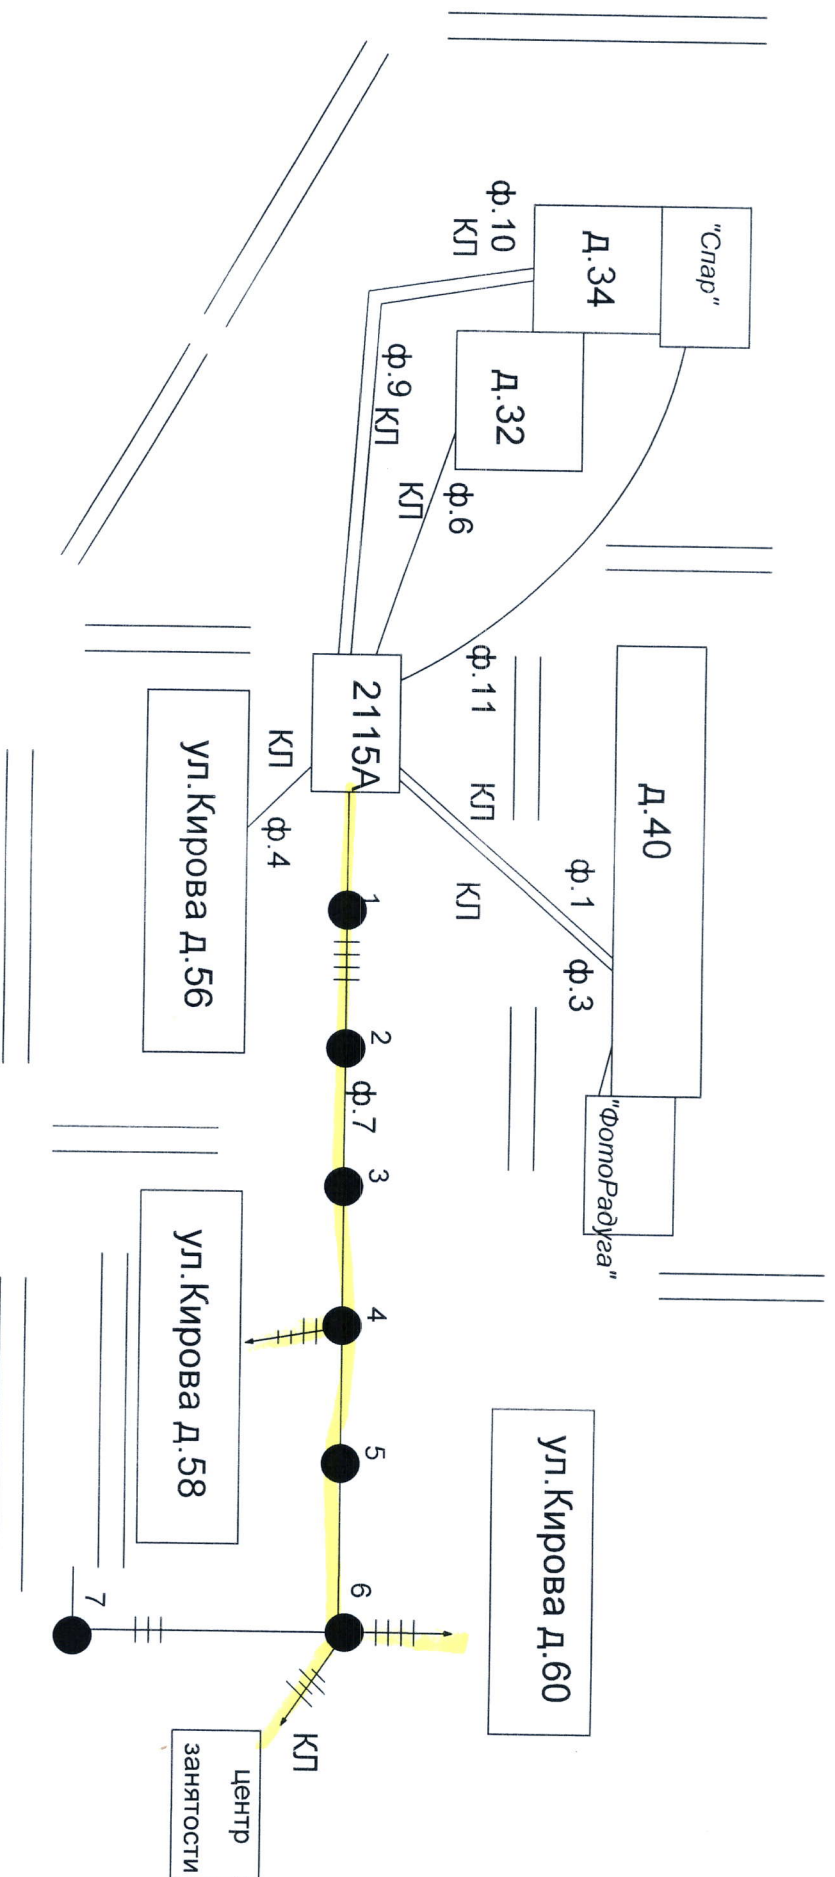 "Спар"
д.34
ф.10
КЛ
д.32
ф.9
КЛ
ф.6
КЛ
ф.11
2115А
КЛ
ф.4
ул.Кирова д.56
КЛ
КЛ
ф.1
ф.3
д.40
"ФотоРадуга"
1
2
ф.7
3
4
5
6
7
ул.Кирова д.58
ул.Кирова д.60
КЛ
центр
занятости